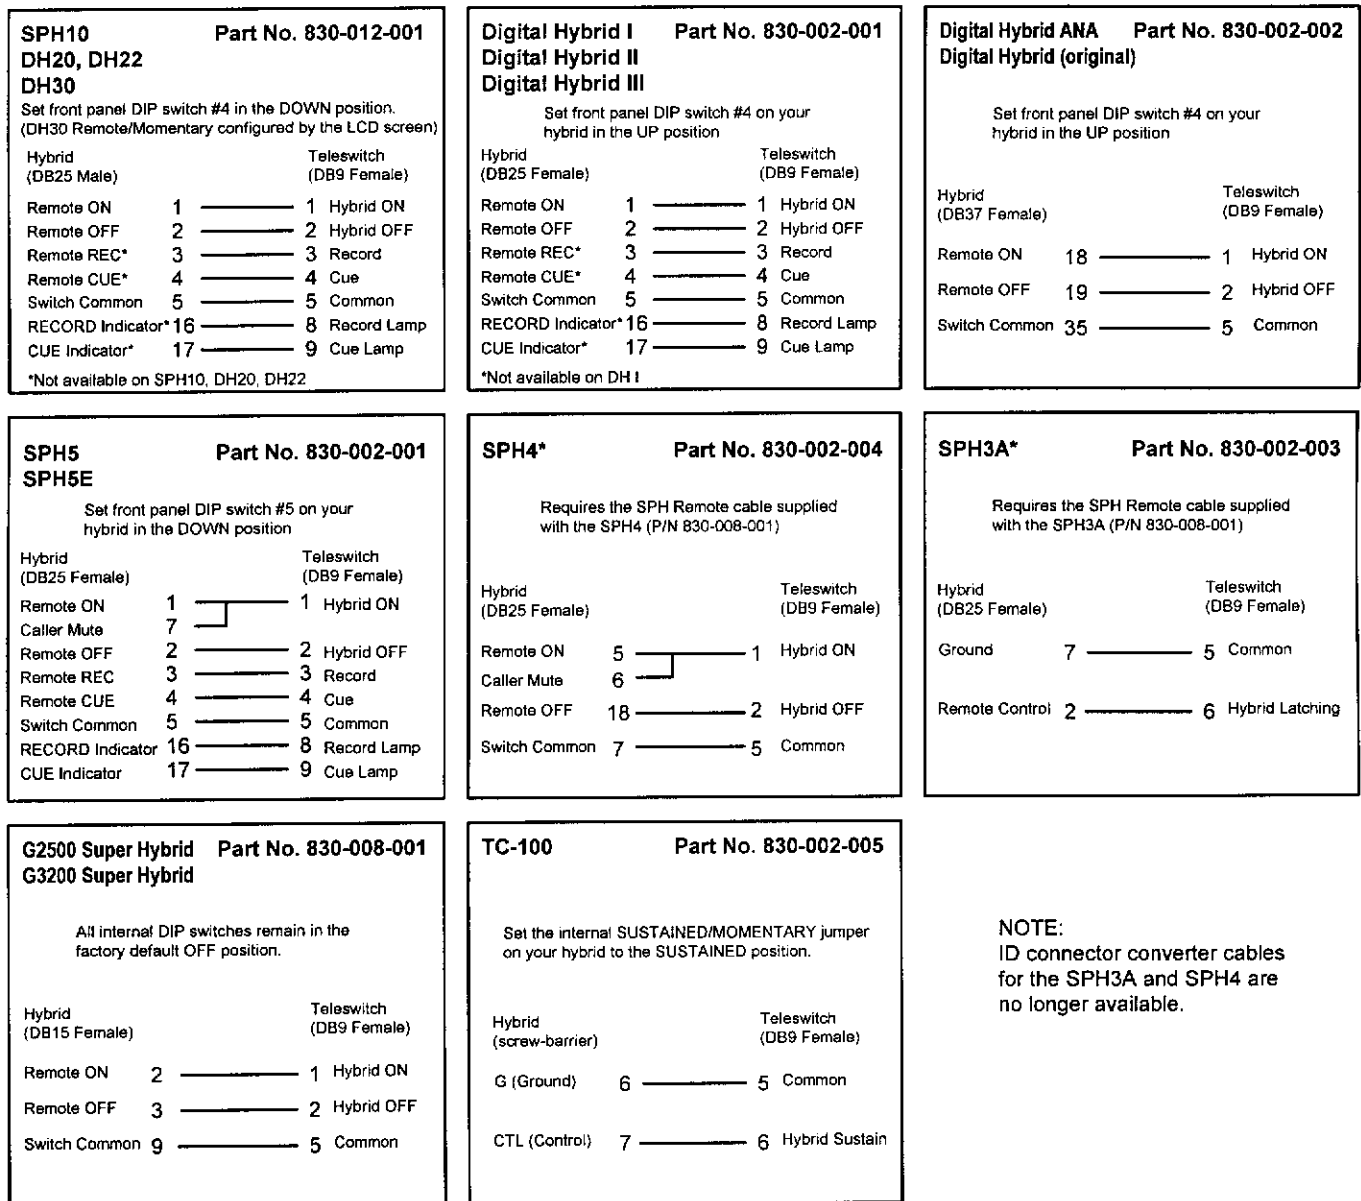 SPH10 Part No. 830-012-001
DH20, DH22
DH30
Set front panel DIP switch #4 in the DOWN position.
(DH30 Remote/Momentary configured by the LCD screen)
Hybrid Teleswitch
(DB25 Male) (DB9 Female)
Remote ON 1 1 Hybrid ON
Remote OFF 2 2 Hybrid OFF
Remote REC* 3 3 Record
Remote CUE* 4 4 Cue
Switch Common 5 5 Common
RECORD Indicator* 16 8 Record Lamp
CUE Indicator* 17 9 Cue Lamp
*Not available on SPH10, DH20, DH22
Digital Hybrid I Part No. 830-002-001
Digital Hybrid II
Digital Hybrid III
Set front panel DIP switch #4 on your
hybrid in the UP position
Hybrid Teleswitch
(DB25 Female) (DB9 Female)
Remote ON 1 1 Hybrid ON
Remote OFF 2 2 Hybrid OFF
Remote REC* 3 3 Record
Remote CUE* 4 4 Cue
Switch Common 5 5 Common
RECORD Indicator* 16 8 Record Lamp
CUE Indicator* 17 9 Cue Lamp
*Not available on DH I
Digital Hybrid ANA Part No. 830-002-002
Digital Hybrid (original)
Set front panel DIP switch #4 on your
hybrid in the UP position
Hybrid Teleswitch
(DB37 Female) (DB9 Female)
Remote ON 18 1 Hybrid ON
Remote OFF 19 2 Hybrid OFF
Switch Common 35 5 Common
SPH5 Part No. 830-002-001
SPH5E
Set front panel DIP switch #5 on your
hybrid in the DOWN position
Hybrid Teleswitch
(DB25 Female) (DB9 Female)
Remote ON 1 1 Hybrid ON
Caller Mute 7
Remote OFF 2 2 Hybrid OFF
Remote REC 3 3 Record
Remote CUE 4 4 Cue
Switch Common 5 5 Common
RECORD Indicator 16 8 Record Lamp
CUE Indicator 17 9 Cue Lamp
SPH4* Part No. 830-002-004
Requires the SPH Remote cable supplied
with the SPH4 (P/N 830-008-001)
Hybrid Teleswitch
(DB25 Female) (DB9 Female)
Remote ON 5 1 Hybrid ON
Caller Mute 6
Remote OFF 18 2 Hybrid OFF
Switch Common 7 5 Common
SPH3A* Part No. 830-002-003
Requires the SPH Remote cable supplied
with the SPH3A (P/N 830-008-001)
Hybrid Teleswitch
(DB25 Female) (DB9 Female)
Ground 7 5 Common
Remote Control 2 6 Hybrid Latching
G2500 Super Hybrid Part No. 830-008-001
G3200 Super Hybrid
All internal DIP switches remain in the
factory default OFF position.
Hybrid Teleswitch
(DB15 Female) (DB9 Female)
Remote ON 2 1 Hybrid ON
Remote OFF 3 2 Hybrid OFF
Switch Common 9 5 Common
TC-100 Part No. 830-002-005
Set the internal SUSTAINED/MOMENTARY jumper
on your hybrid to the SUSTAINED position.
Hybrid Teleswitch
(screw-barrier) (DB9 Female)
G (Ground) 6 5 Common
CTL (Control) 7 6 Hybrid Sustain
NOTE:
ID connector converter cables
for the SPH3A and SPH4 are
no longer available.